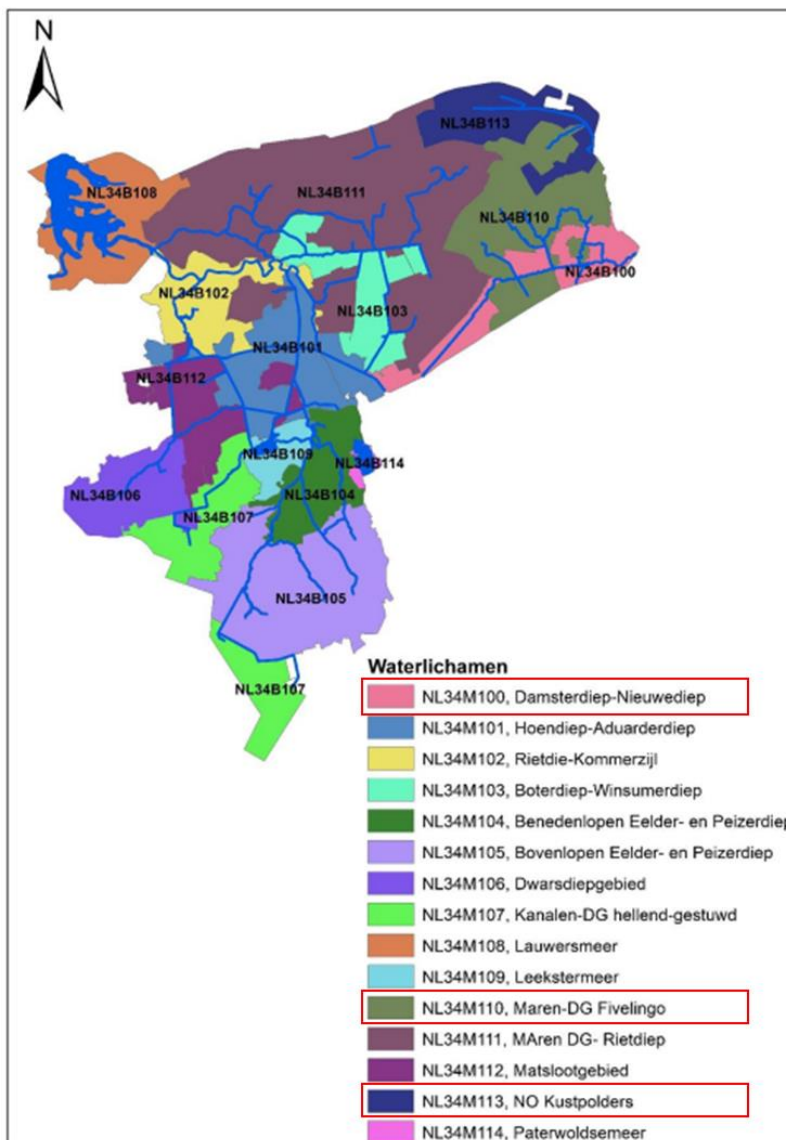 N
NL34B113
NL34B108
NL34B111
NL34B110
NL34B100
NL34B102
NL34B103
NL34B101
NL34B112
NL34B109
NL34B114
NL34B106
NL34B104
NL34B107
NL34B105
NL34B107
Waterlichamen
NL34M100, Damsterdiep-Nieuwediep
NL34M101, Hoendiep-Aduarderdiep
NL34M102, Rietdie-Kommerzijl
NL34M103, Boterdiep-Winsumerdiep
NL34M104, Benedenlopen Eelder- en Peizerdiep
NL34M105, Bovenlopen Eelder- en Peizerdiep
NL34M106, Dwarsdiepgebied
NL34M107, Kanalen-DG hellend-gestuwd
NL34M108, Lauwersmeer
NL34M109, Leekstermeer
NL34M110, Maren-DG Fivelingo
NL34M111, MAren DG- Rietdiep
NL34M112, Matslootgebied
NL34M113, NO Kustpolders
NL34M114, Paterwoldsemeer